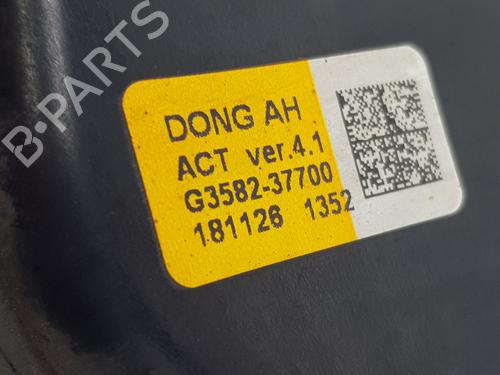 B-PARTS
DONG AH
ACT ver.4.1
G3582-37700
181126 1352